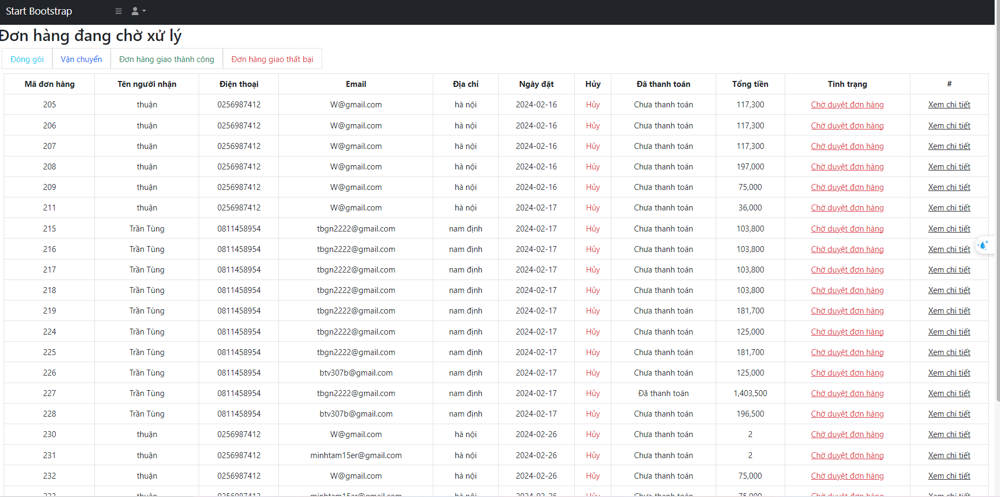 Start Bootstrap
Đơn hàng đang chờ xử lý
Đóng gói Vận chuyển Đơn hàng giao thành công Đơn hàng giao thất bại
Mã đơn hàng Tên người nhận Điện thoại Email Địa chỉ Ngày đặt Hủy Đã thanh toán Tổng tiền Tình trạng #
205 thuận 0256987412 W@gmail.com hà nội 2024-02-16 Hủy Chưa thanh toán 117,300 Chờ duyệt đơn hàng Xem chi tiết
206 thuận 0256987412 W@gmail.com hà nội 2024-02-16 Hủy Chưa thanh toán 117,300 Chờ duyệt đơn hàng Xem chi tiết
207 thuận 0256987412 W@gmail.com hà nội 2024-02-16 Hủy Chưa thanh toán 117,300 Chờ duyệt đơn hàng Xem chi tiết
208 thuận 0256987412 W@gmail.com hà nội 2024-02-16 Hủy Chưa thanh toán 197,000 Chờ duyệt đơn hàng Xem chi tiết
209 thuận 0256987412 W@gmail.com hà nội 2024-02-16 Hủy Chưa thanh toán 75,000 Chờ duyệt đơn hàng Xem chi tiết
211 thuận 0256987412 W@gmail.com hà nội 2024-02-17 Hủy Chưa thanh toán 36,000 Chờ duyệt đơn hàng Xem chi tiết
215 Trần Tùng 0811458954 tbgn2222@gmail.com nam định 2024-02-17 Hủy Chưa thanh toán 103,800 Chờ duyệt đơn hàng Xem chi tiết
216 Trần Tùng 0811458954 tbgn2222@gmail.com nam định 2024-02-17 Hủy Chưa thanh toán 103,800 Chờ duyệt đơn hàng Xem chi tiết
217 Trần Tùng 0811458954 tbgn2222@gmail.com nam định 2024-02-17 Hủy Chưa thanh toán 103,800 Chờ duyệt đơn hàng Xem chi tiết
218 Trần Tùng 0811458954 tbgn2222@gmail.com nam định 2024-02-17 Hủy Chưa thanh toán 103,800 Chờ duyệt đơn hàng Xem chi tiết
219 Trần Tùng 0811458954 tbgn2222@gmail.com nam định 2024-02-17 Hủy Chưa thanh toán 181,700 Chờ duyệt đơn hàng Xem chi tiết
224 Trần Tùng 0811458954 tbgn2222@gmail.com nam định 2024-02-17 Hủy Chưa thanh toán 125,000 Chờ duyệt đơn hàng Xem chi tiết
225 Trần Tùng 0811458954 tbgn2222@gmail.com nam định 2024-02-17 Hủy Chưa thanh toán 181,700 Chờ duyệt đơn hàng Xem chi tiết
226 Trần Tùng 0811458954 btv307b@gmail.com nam định 2024-02-17 Hủy Chưa thanh toán 125,000 Chờ duyệt đơn hàng Xem chi tiết
227 Trần Tùng 0811458954 tbgn2222@gmail.com nam định 2024-02-17 Hủy Đã thanh toán 1,403,500 Chờ duyệt đơn hàng Xem chi tiết
228 Trần Tùng 0811458954 btv307b@gmail.com nam định 2024-02-17 Hủy Chưa thanh toán 196,500 Chờ duyệt đơn hàng Xem chi tiết
230 thuận 0256987412 W@gmail.com hà nội 2024-02-26 Hủy Chưa thanh toán 2 Chờ duyệt đơn hàng Xem chi tiết
231 thuận 0256987412 minhtam15er@gmail.com hà nội 2024-02-26 Hủy Chưa thanh toán 2 Chờ duyệt đơn hàng Xem chi tiết
232 thuận 0256987412 W@gmail.com hà nội 2024-02-26 Hủy Chưa thanh toán 75,000 Chờ duyệt đơn hàng Xem chi tiết